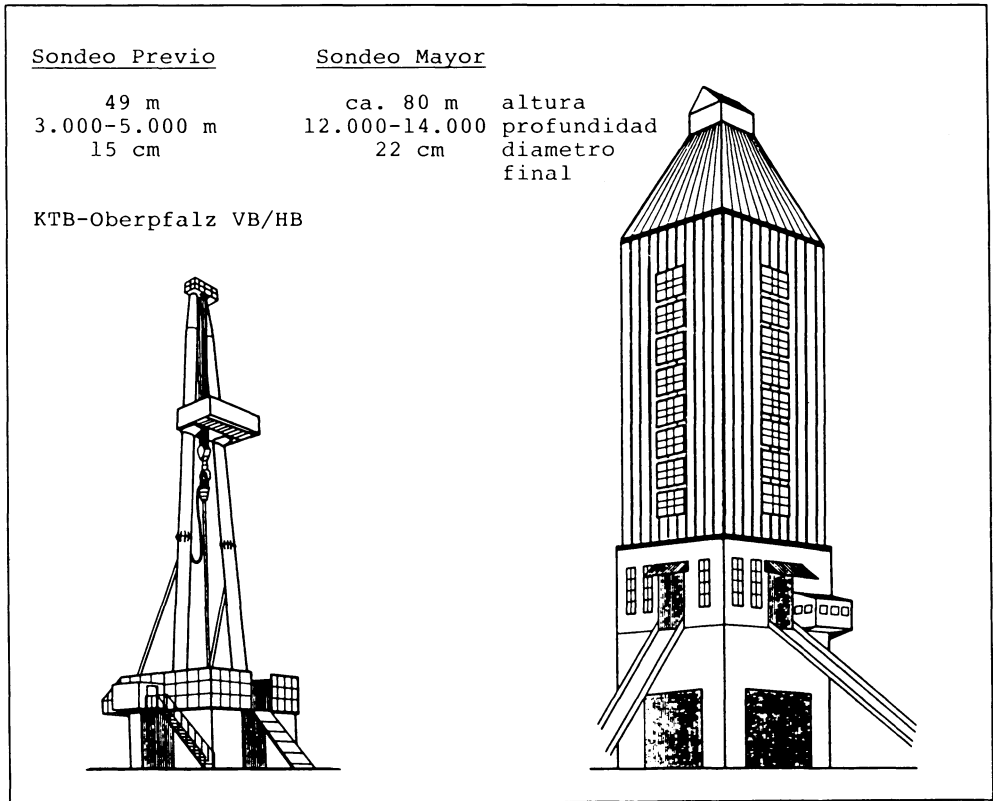 Sondeo Previo Sondeo Mayor
49 m ca. 80 m altura
3.000-5.000 m 12.000-14.000 profundidad
15 cm 22 cm diametro
final
KTB-Oberpfalz VB/HB